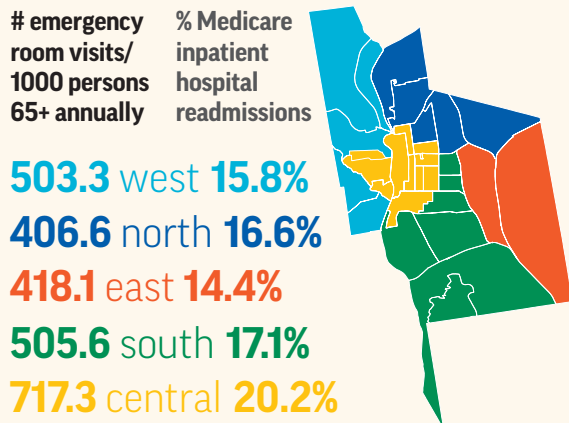 # emergency
room visits/
1000 persons
65+ annually
% Medicare
inpatient
hospital
readmissions
503.3 west 15.8%
406.6 north 16.6%
418.1 east 14.4%
505.6 south 17.1%
717.3 central 20.2%